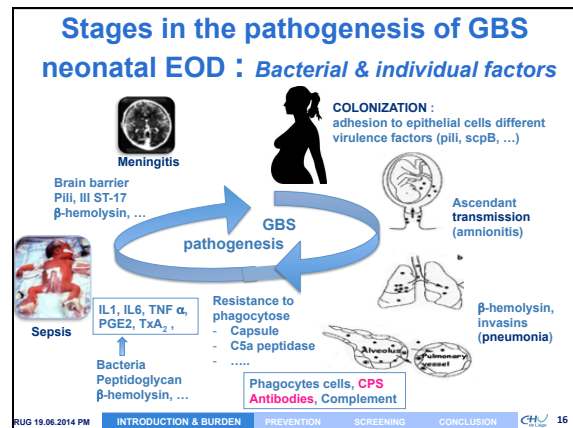 Stages in the pathogenesis of GBS
neonatal EOD : Bacterial & individual factors
COLONIZATION :
adhesion to epithelial cells different
virulence factors (pili, scpB, …)
Meningitis
Brain barrier
Pili, III ST-17
β-hemolysin, …
GBS
pathogenesis
Ascendant
transmission
(amnionitis)
b
β-hemolysin,
invasins
(pneumonia)
Alveolus
Pulmonary
vessel
Sepsis
IL1, IL6, TNF α,
PGE2, TxA2 ,
Bacteria
Peptidoglycan
β-hemolysin, …
Resistance to
phagocytose
- Capsule
- C5a peptidase
- …..
Phagocytes cells, CPS
Antibodies, Complement
RUG 19.06.2014 PM
INTRODUCTION & BURDEN
PREVENTION
SCREENING
CONCLUSION
CHU
de Liège
16